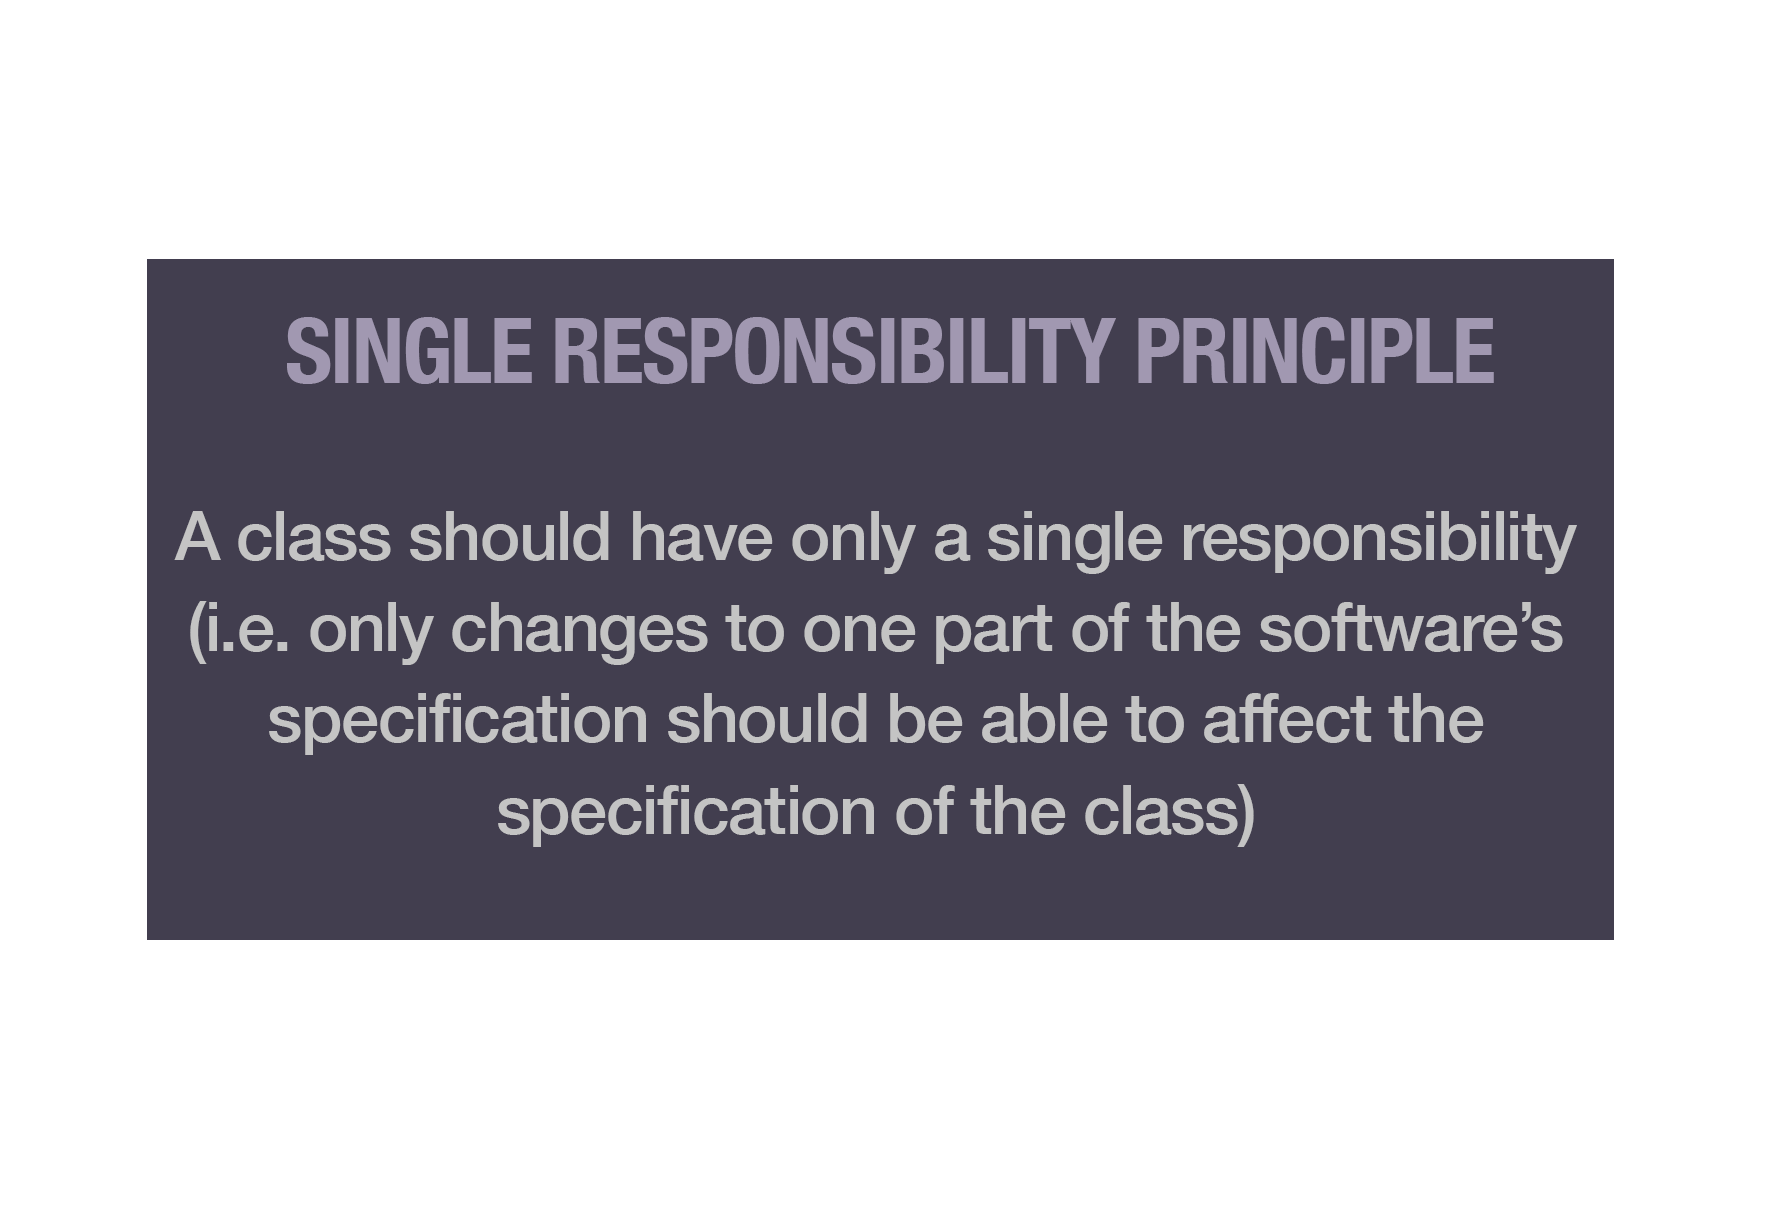 SINGLE RESPONSIBILITY PRINCIPLE
A class should have only a single responsibility
(i.e. only changes to one part of the software’s
specification should be able to affect the
specification of the class)